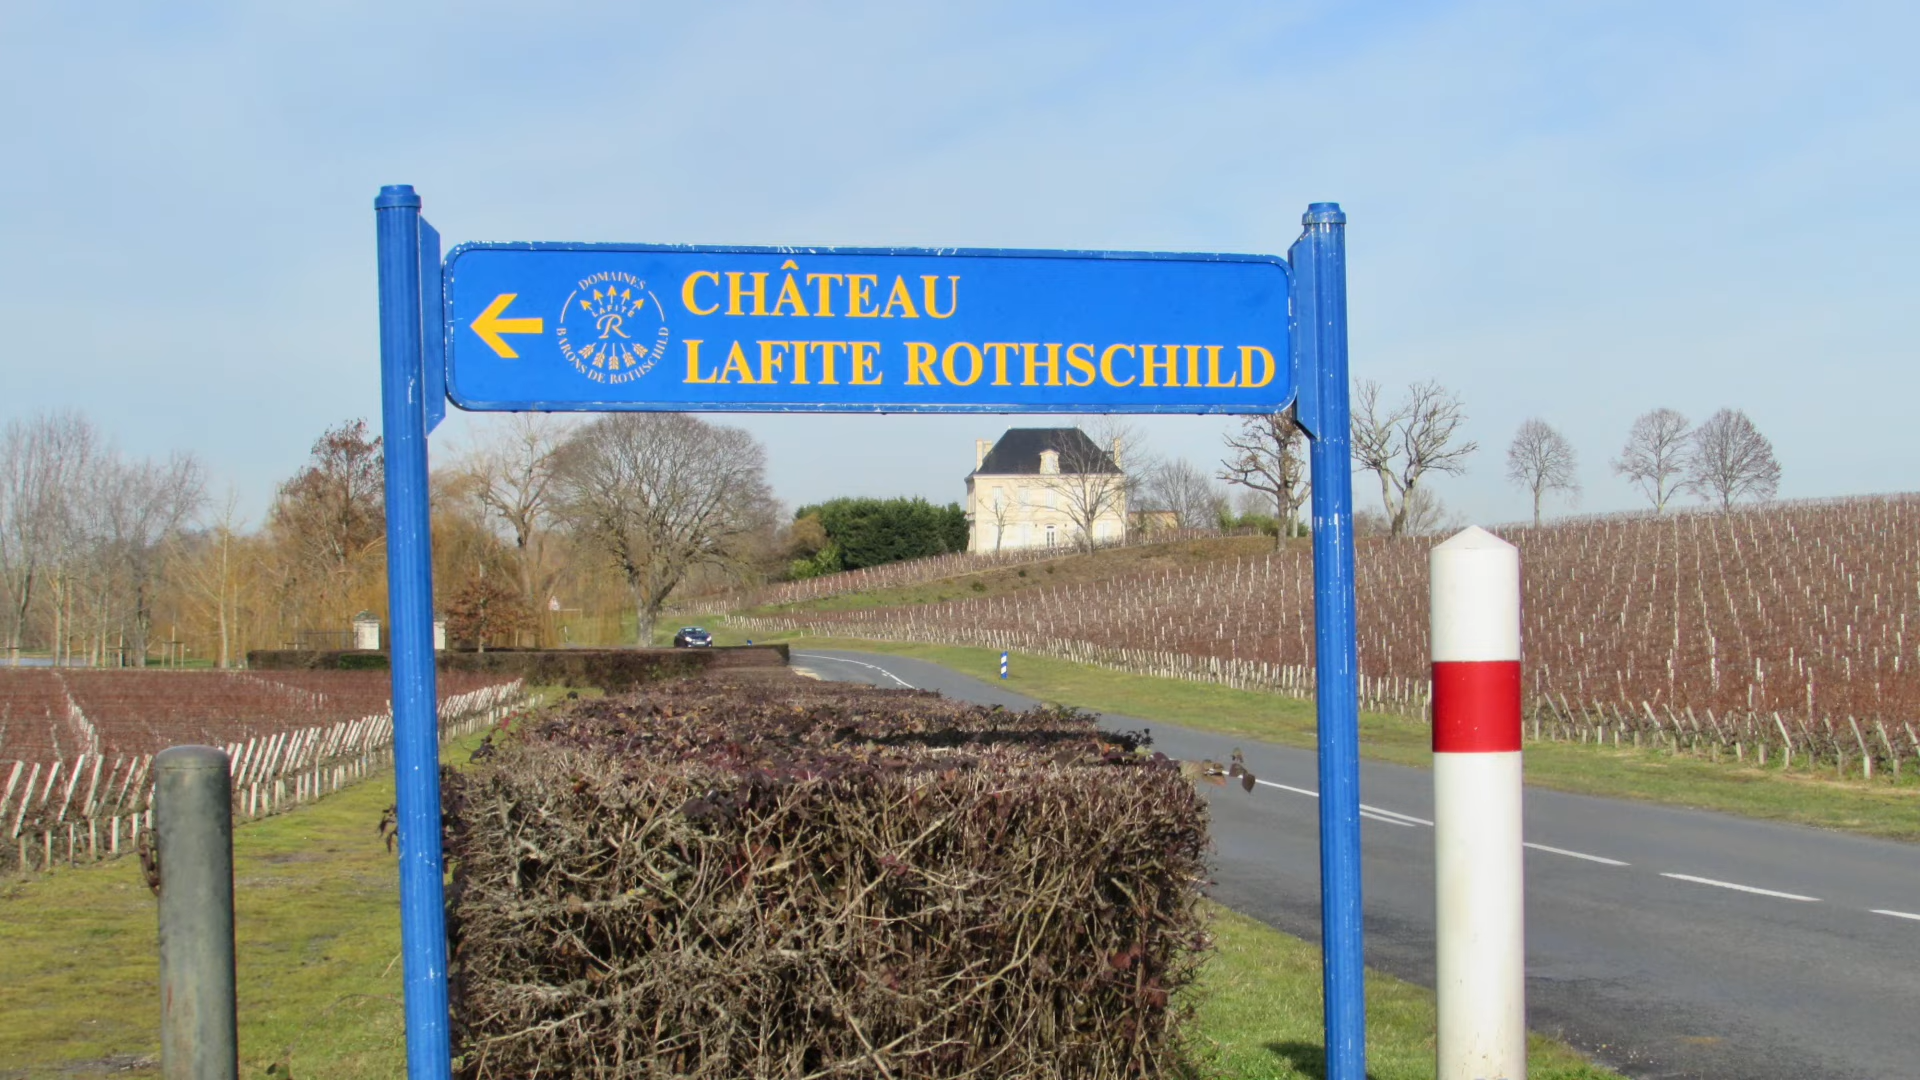 CHÂTEAU
LAFITE ROTHSCHILD
DOMAINES
LAFITE
R
BARONS DE ROTHSCHILD